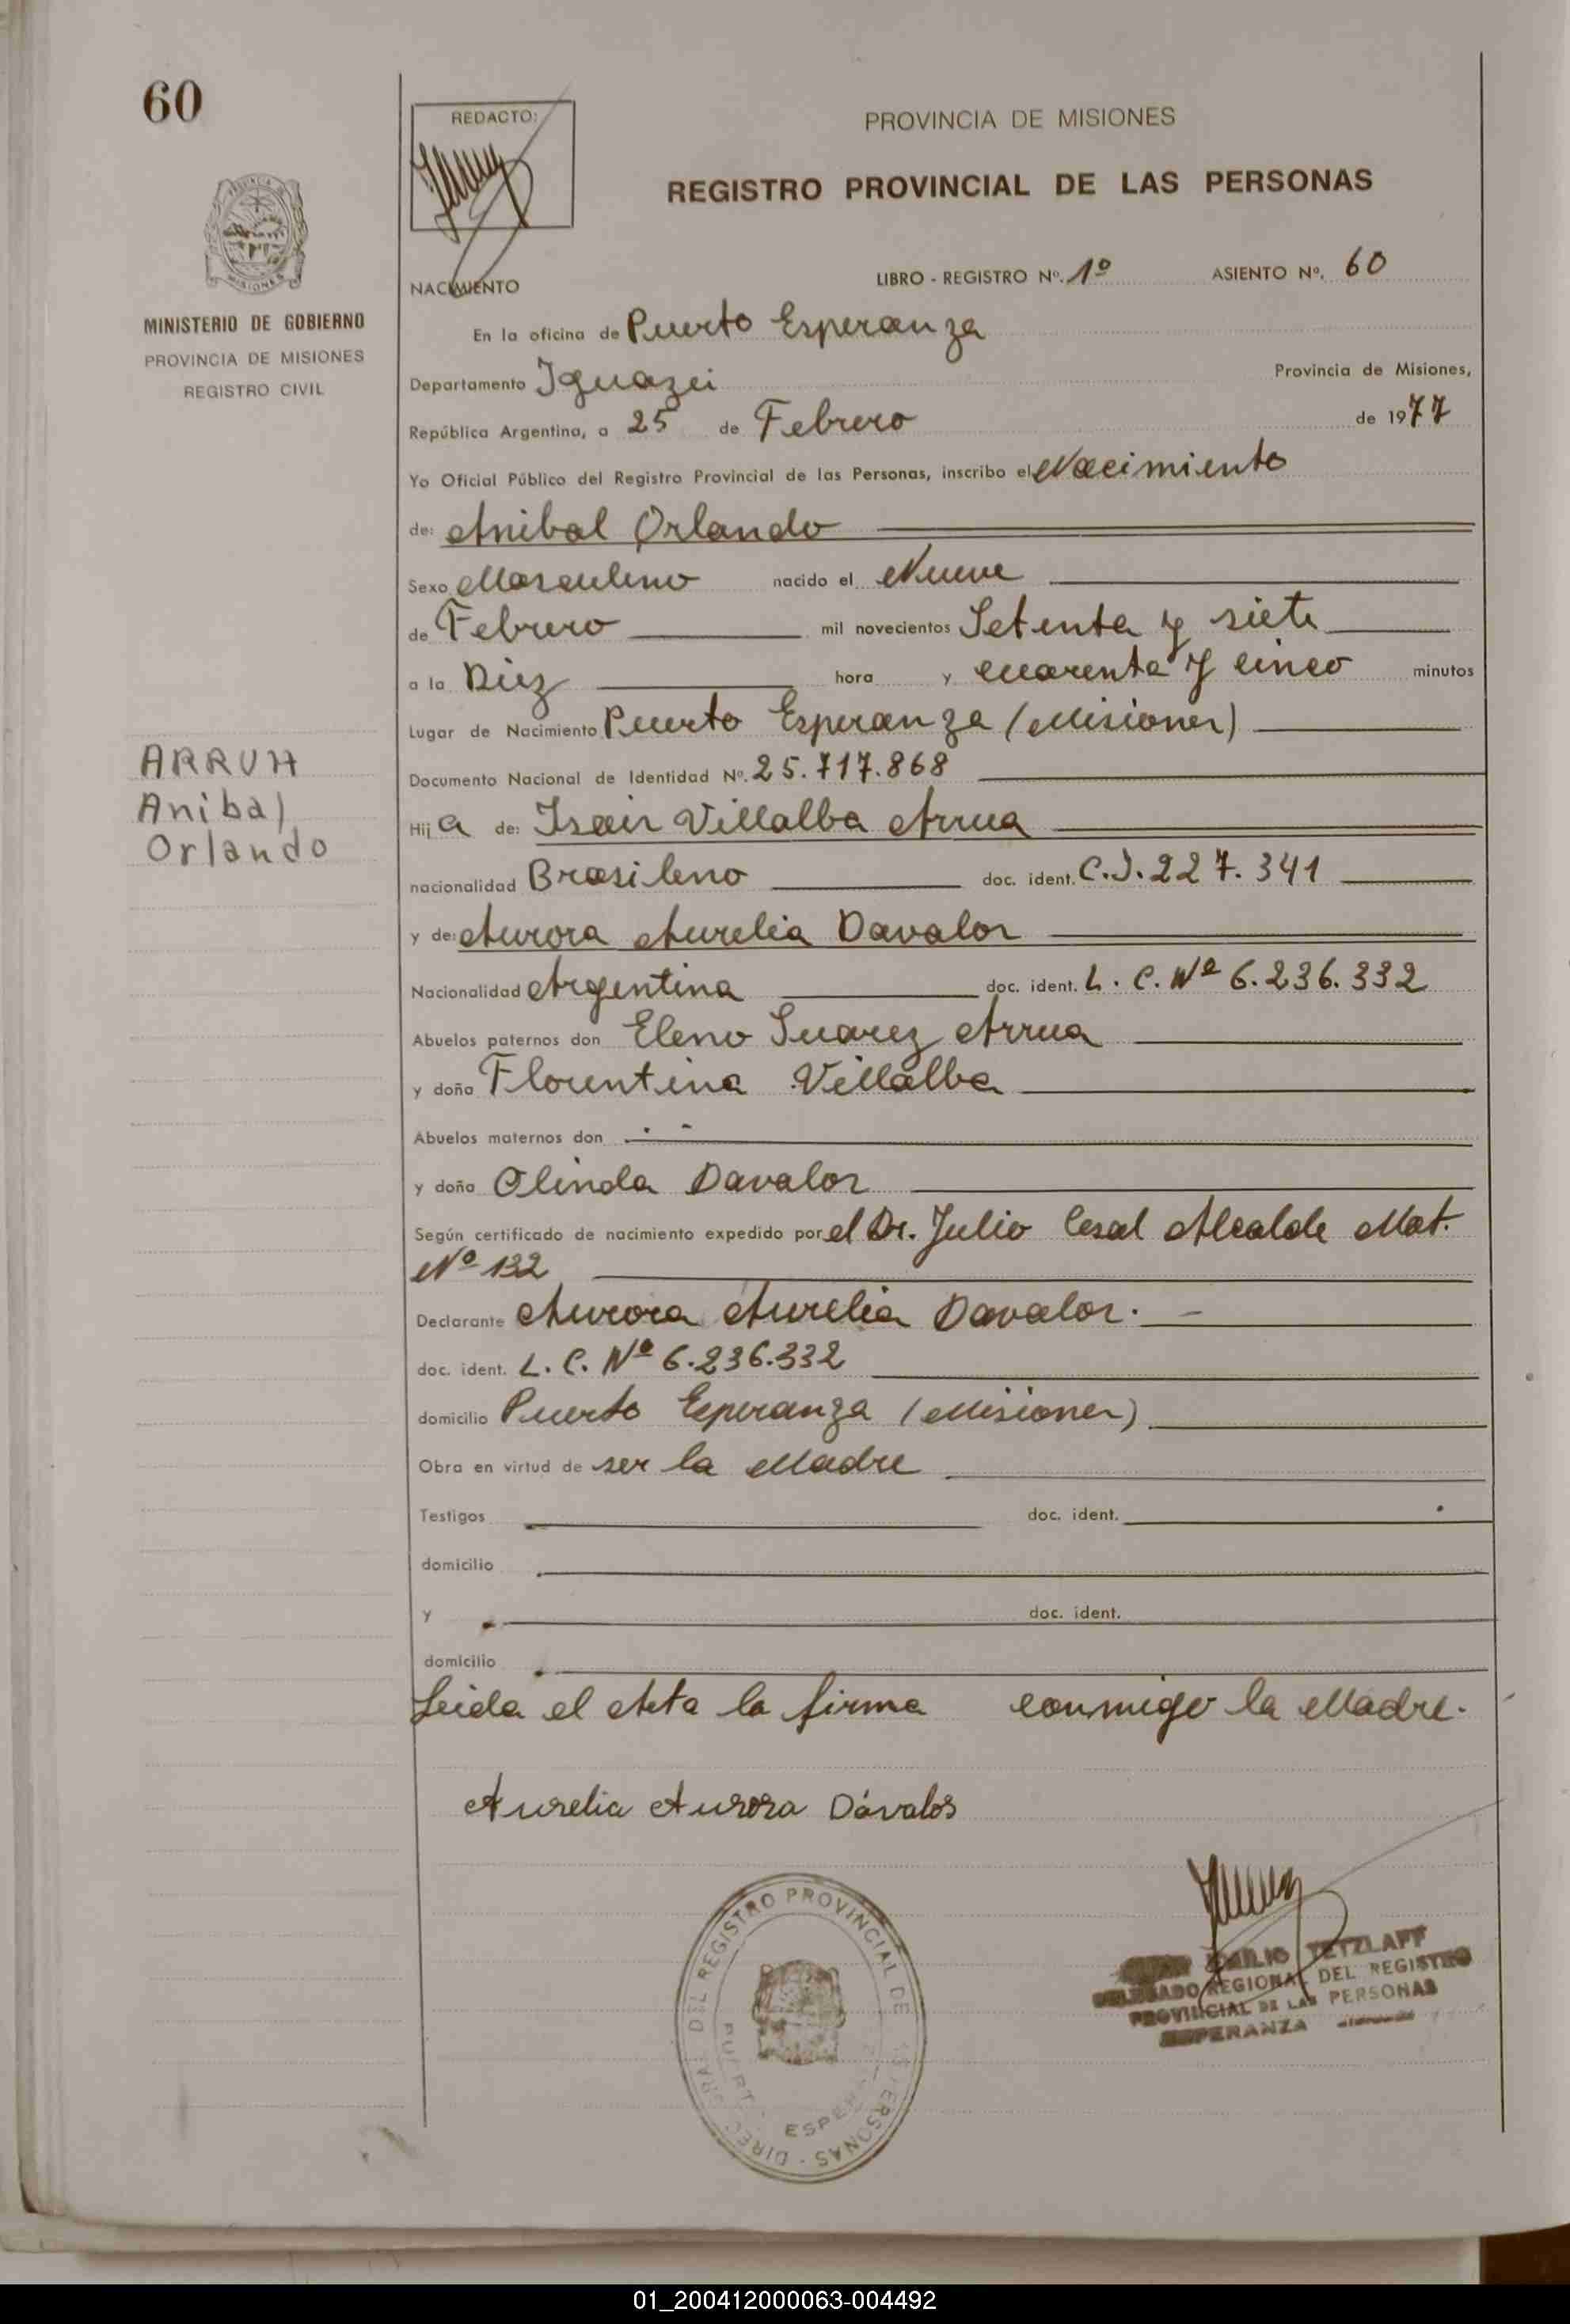 60
REDACTO:
PROVINCIA DE MISIONES
REGISTRO PROVINCIAL DE LAS PERSONAS
MINISTERIO DE GOBIERNO
PROVINCIA DE MISIONES
REGISTRO CIVIL
NACIMIENTO
LIBRO - REGISTRO Nº. 1º ASIENTO Nº. 60
En la oficina de Puerto Esperanza
Departamento Iguazú Provincia de Misiones,
República Argentina, a 25 de Febrero de 1977
Yo Oficial Público del Registro Provincial de las Personas, inscribo el Nacimiento
de: Anibal Orlando
Sexo Masculino nacido el Nueve
de Febrero mil novecientos Setenta y siete
a la Diez hora y cuarenta y cinco minutos
Lugar de Nacimiento Puerto Esperanza (Misiones)
Documento Nacional de Identidad Nº. 25.717.868
ARRUA
Anibal
Orlando
Hij a de: Isair Villalba Arrua
nacionalidad Brasileno doc. ident. C.I. 227.341
y de: Aurora Aurelia Davalos
Nacionalidad Argentina doc. ident. L. C. Nº 6.236.332
Abuelos paternos don Eleno Suarez Arrua
y doña Florentina Villalba
Abuelos maternos don
y doña Olinda Davalos
Según certificado de nacimiento expedido por el Dr. Julio Cesal Alcalde Mat.
Nº 132
Declarante Aurora Aurelia Davalos. -
doc. ident. L. C. Nº 6.236.332
domicilio Puerto Esperanza (Misiones)
Obra en virtud de ser la Madre
Testigos doc. ident.
domicilio
y doc. ident.
domicilio
Leida el Acta la firma conmigo la Madre.
Aurelia Aurora Dávalos
EMILIO TETZLAFF
DELEGADO REGIONAL DEL REGISTRO
PROVINCIAL DE LAS PERSONAS
ESPERANZA
REGISTRO PROVINCIAL DE
ESPERANZA
01_200412000063-004492